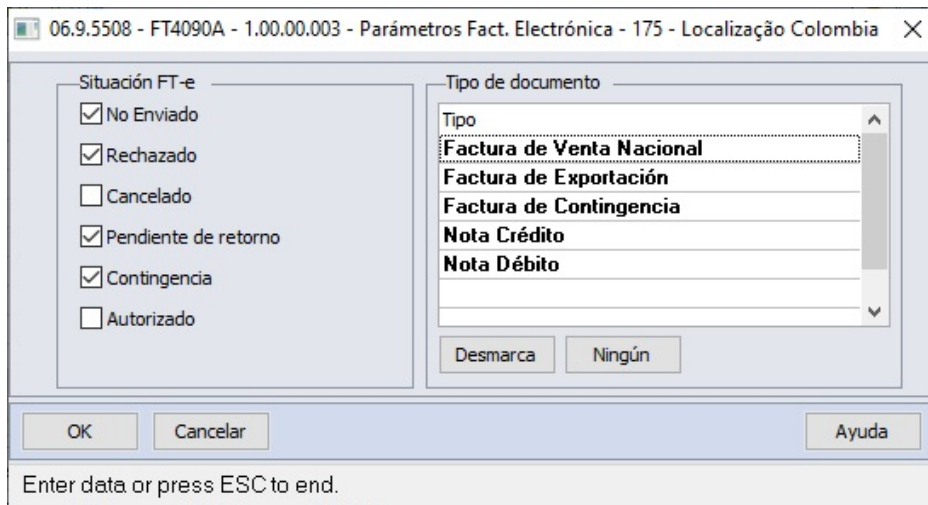 06.9.5508 - FT4090A - 1.00.00.003 - Parámetros Fact. Electrónica - 175 - Localização Colombia
Situación FT-e
No Enviado
Rechazado
Cancelado
Pendiente de retorno
Contingencia
Autorizado
Tipo de documento
Tipo
Factura de Venta Nacional
Factura de Exportación
Factura de Contingencia
Nota Crédito
Nota Débito
Desmarca
Ningún
OK
Cancelar
Ayuda
Enter data or press ESC to end.